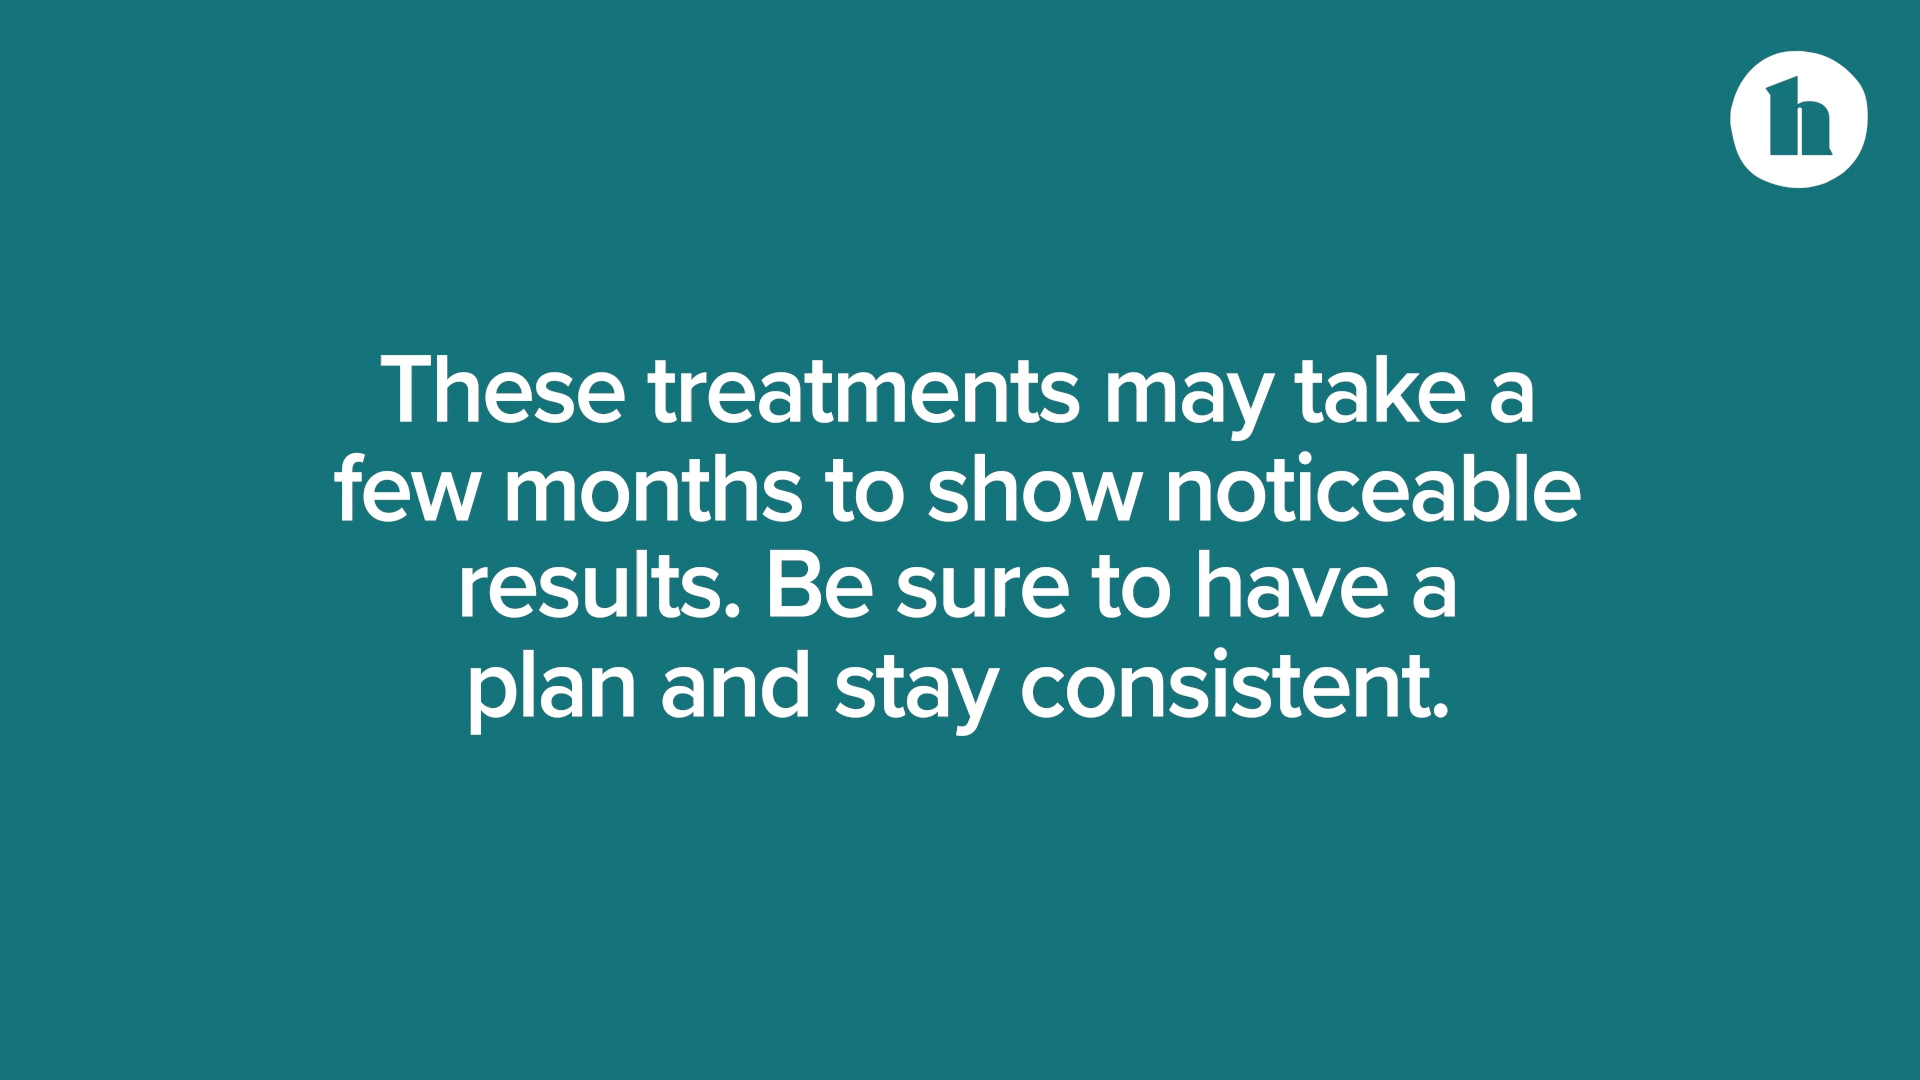 h
These treatments may take a
few months to show noticeable
results. Be sure to have a
plan and stay consistent.